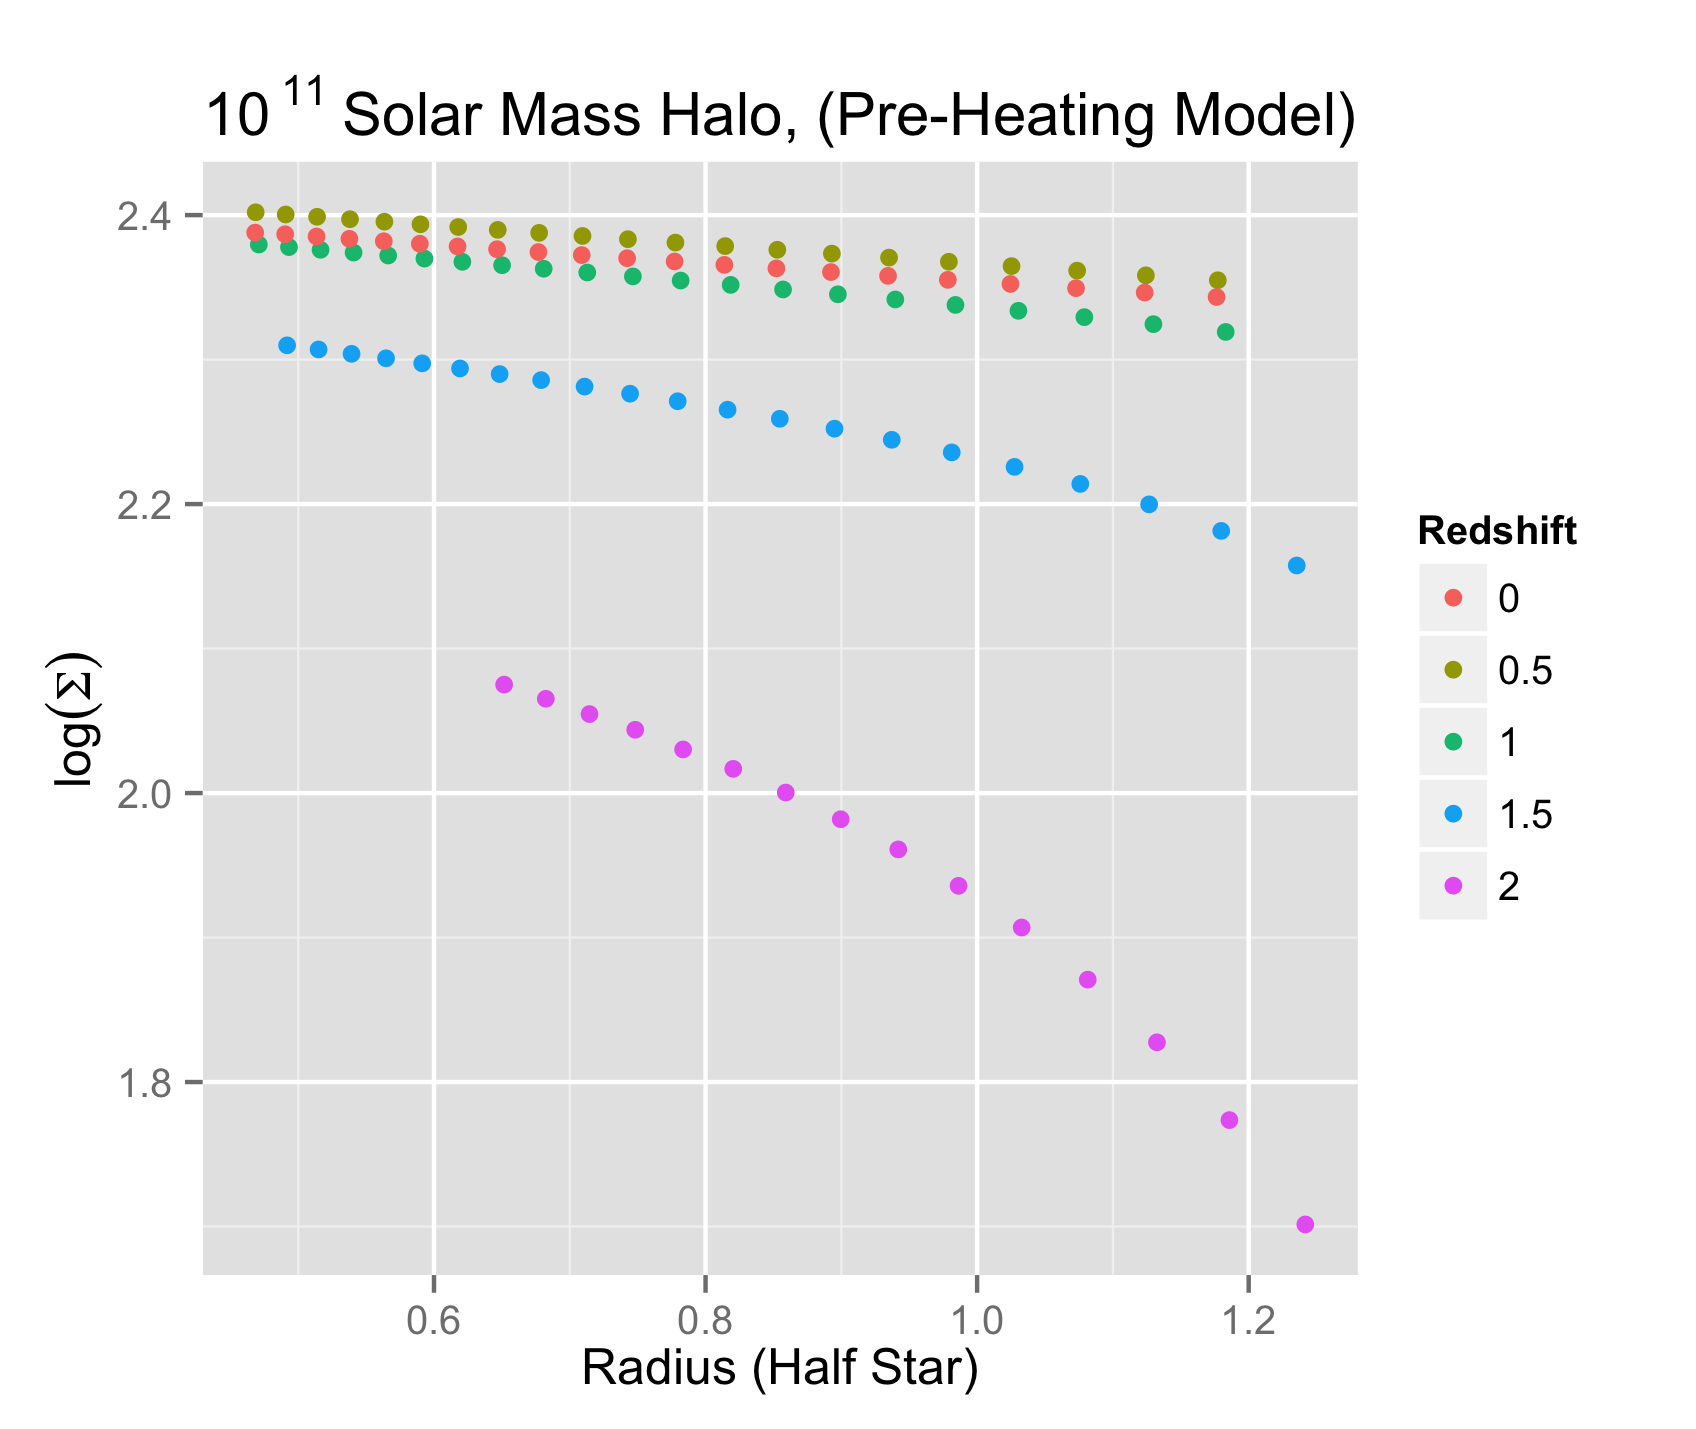 10 11 Solar Mass Halo, (Pre-Heating Model)
2.4
2.2
2.0
1.8
log(Σ)
0.6 0.8 1.0 1.2
Radius (Half Star)
Redshift
0
0.5
1
1.5
2